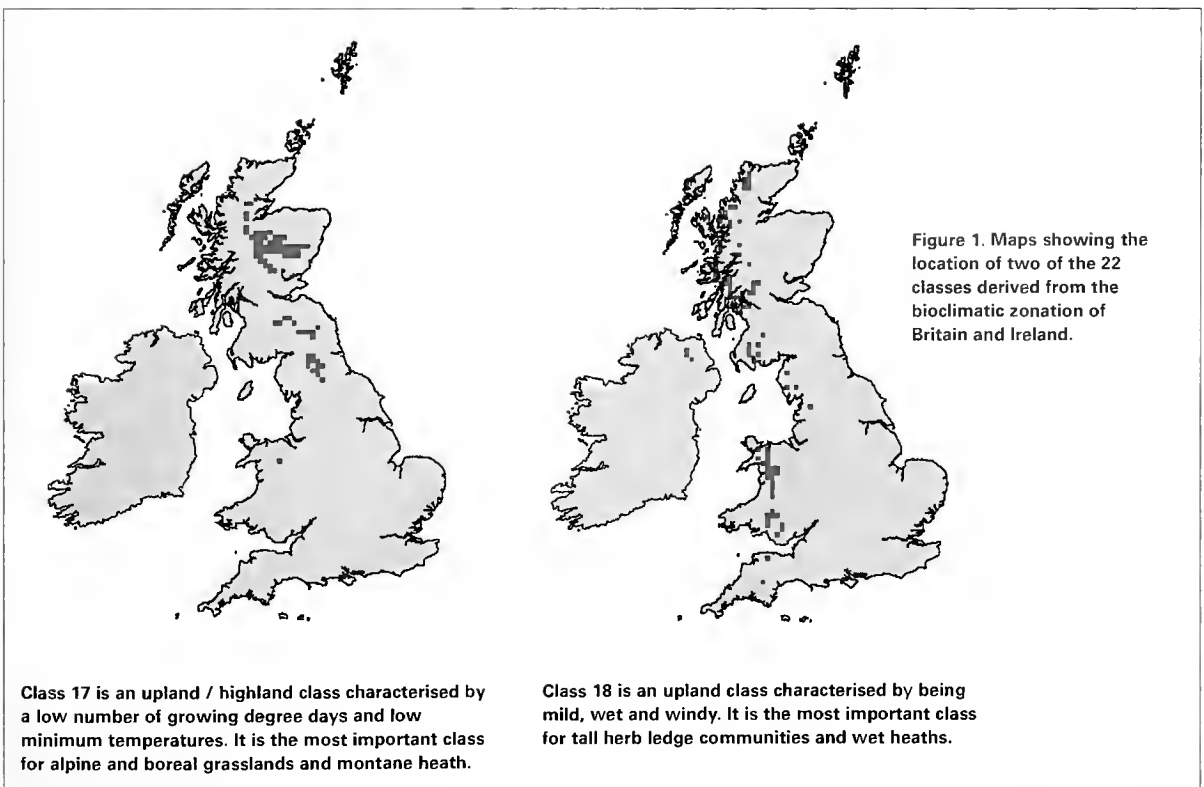 Figure 1. Maps showing the
location of two of the 22
classes derived from the
bioclimatic zonation of
Britain and Ireland.
Class 17 is an upland / highland class characterised by
a low number of growing degree days and low
minimum temperatures. It is the most important class
for alpine and boreal grasslands and montane heath.
Class 18 is an upland class characterised by being
mild, wet and windy. It is the most important class
for tall herb ledge communities and wet heaths.